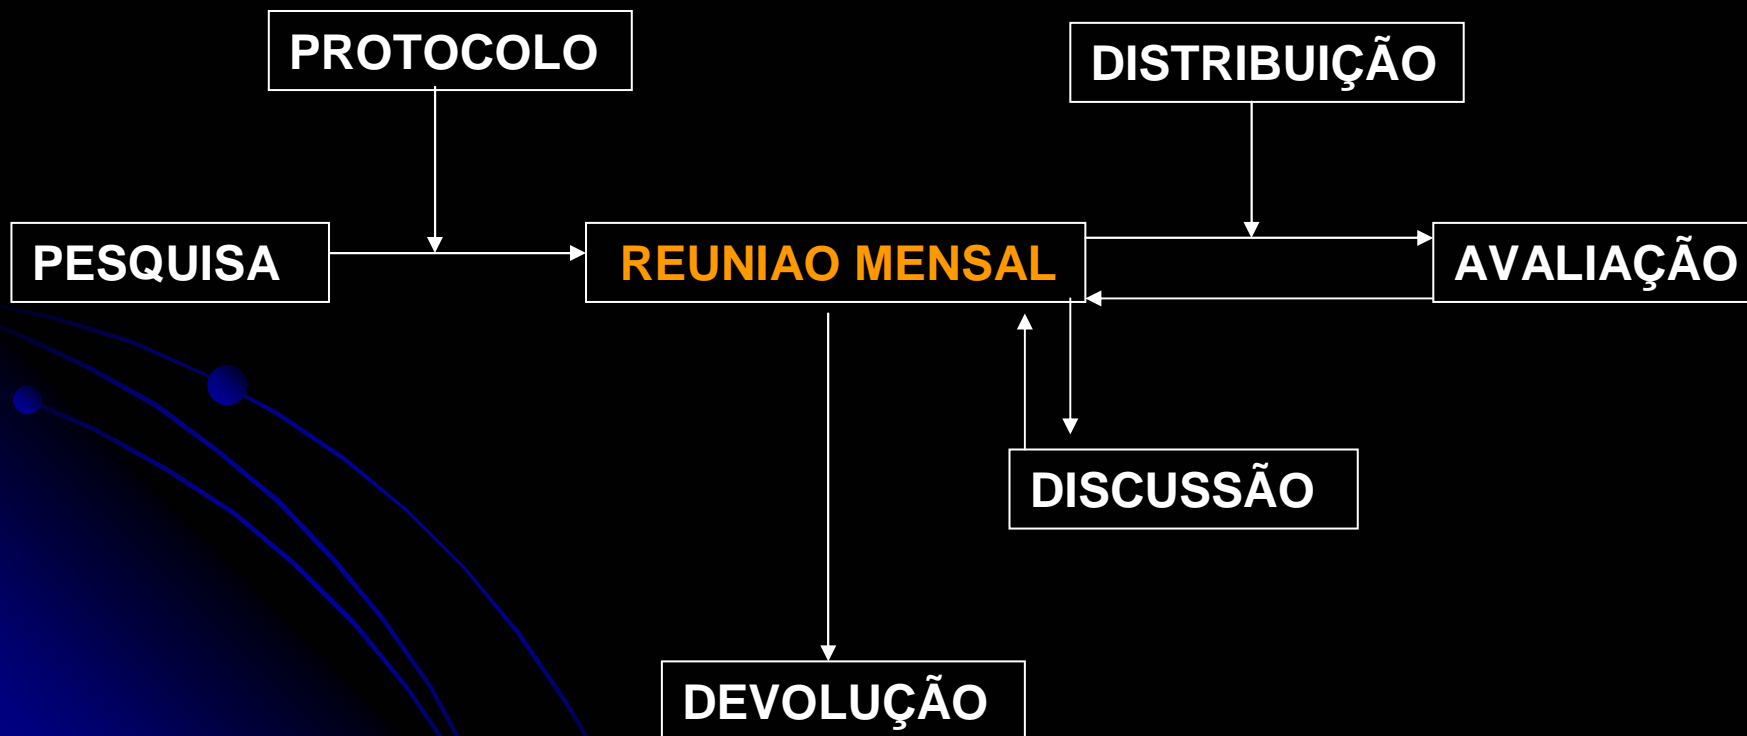 PROTOCOLO
DISTRIBUIÇÃO
PESQUISA
REUNIAO MENSAL
AVALIAÇÃO
DISCUSSÃO
DEVOLUÇÃO